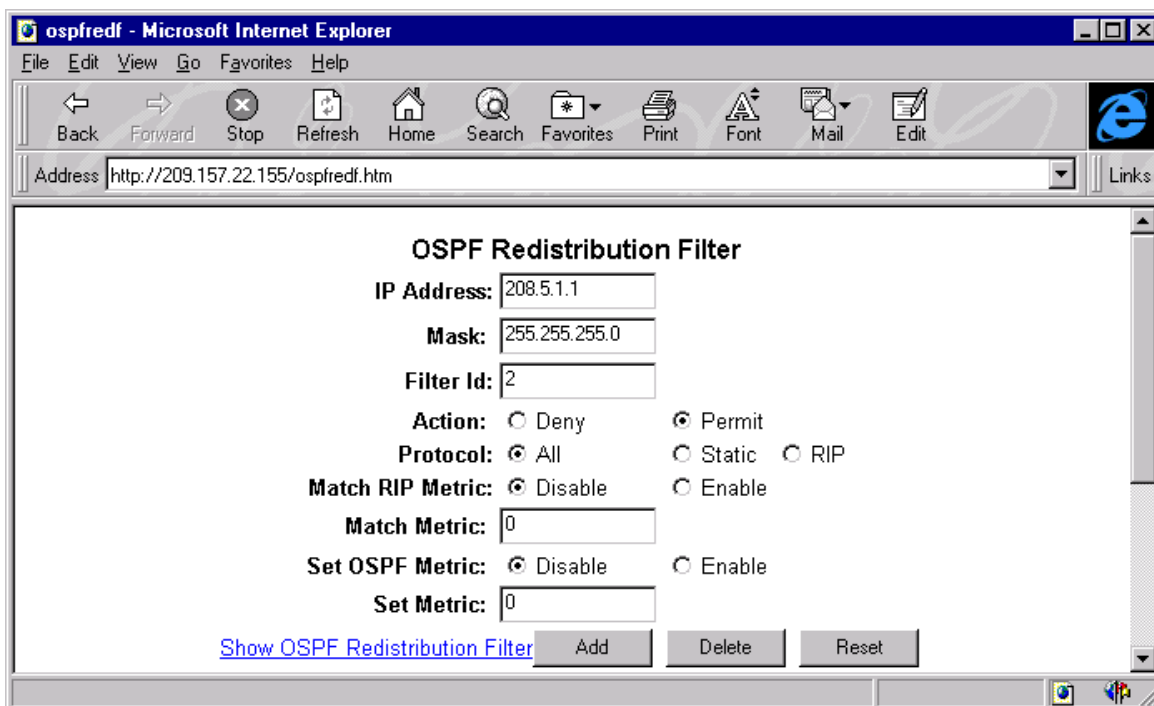 ospfredf - Microsoft Internet Explorer
File Edit View Go Favorites Help
Back Forward Stop Refresh Home Search Favorites Print Font Mail Edit
Address http://209.157.22.155/ospfredf.htm Links
OSPF Redistribution Filter
IP Address: 208.5.1.1
Mask: 255.255.255.0
Filter Id: 2
Action: Deny Permit
Protocol: All Static RIP
Match RIP Metric: Disable Enable
Match Metric: 0
Set OSPF Metric: Disable Enable
Set Metric: 0
Show OSPF Redistribution Filter Add Delete Reset